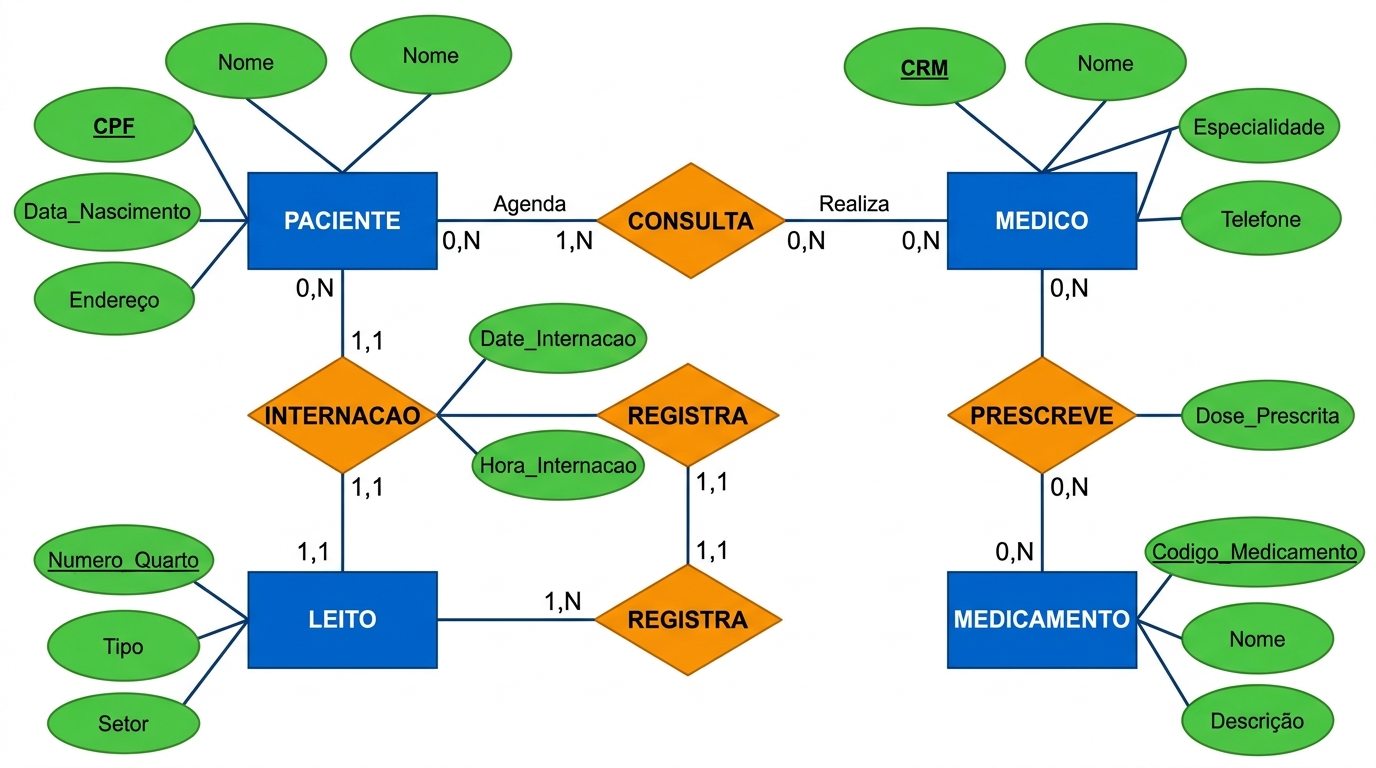 Nome
Nome
CRM
Nome
CPF
Especialidade
Data_Nascimento
PACIENTE
Agenda
0,N
1,N
CONSULTA
Realiza
0,N
0,N
MEDICO
Telefone
Endereço
0,N
1,1
0,N
Date_Internacao
INTERNACAO
REGISTRA
PRESCREVE
Dose_Prescrita
Hora_Internacao
1,1
1,1
0,N
Numero_Quarto
1,1
1,1
0,N
Codigo_Medicamento
LEITO
1,N
REGISTRA
MEDICAMENTO
Tipo
Nome
Setor
Descrição